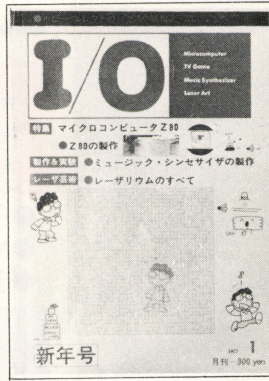 I/O
Microcomputer
TV Game
Music Synthesizer
Laser Art
特集 マイクロコンピュータZ80
●Z80の製作
製作&実験 ●ミュージック・シンセサイザの製作
レーザ芸術 ●レーザリウムのすべて
新年号
1977
1
月刊 300 yen